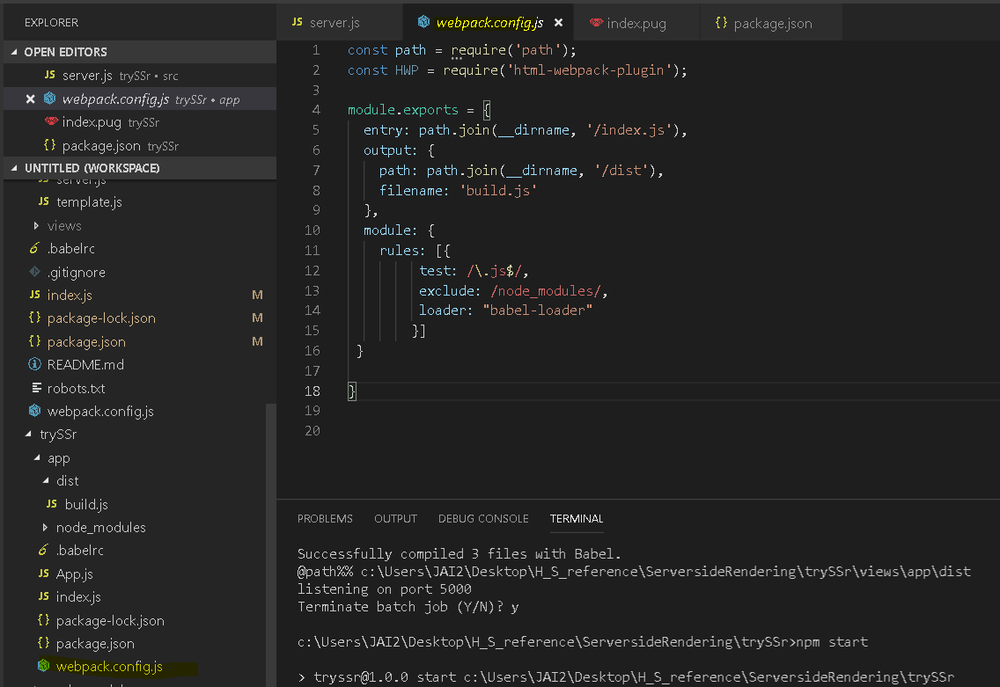 EXPLORER
OPEN EDITORS
JS server.js trySSr • src
webpack.config.js trySSr • app
index.pug trySSr
{} package.json trySSr
UNTITLED (WORKSPACE)
JS server.js
JS template.js
views
.babelrc
.gitignore
JS index.js M
{} package-lock.json M
{} package.json M
README.md
robots.txt
webpack.config.js
trySSr
app
dist
JS build.js
node_modules
.babelrc
JS App.js
JS index.js
{} package-lock.json
{} package.json
webpack.config.js
JS server.js
webpack.config.js
index.pug
{} package.json
1 const path = require('path');
2 const HWP = require('html-webpack-plugin');
3
4 module.exports = {
5 entry: path.join(__dirname, '/index.js'),
6 output: {
7 path: path.join(__dirname, '/dist'),
8 filename: 'build.js'
9 },
10 module: {
11 rules: [{
12 test: /\.js$/,
13 exclude: /node_modules/,
14 loader: "babel-loader"
15 }]
16 }
17
18 }
19
20
PROBLEMS OUTPUT DEBUG CONSOLE TERMINAL
Successfully compiled 3 files with Babel.
@path%% c:\Users\JAI2\Desktop\H_S_reference\ServersideRendering\trySSr\views\app\dist
listening on port 5000
Terminate batch job (Y/N)? y
c:\Users\JAI2\Desktop\H_S_reference\ServersideRendering\trySSr>npm start
> tryssr@1.0.0 start c:\Users\JAI2\Desktop\H_S_reference\ServersideRendering\trySSr